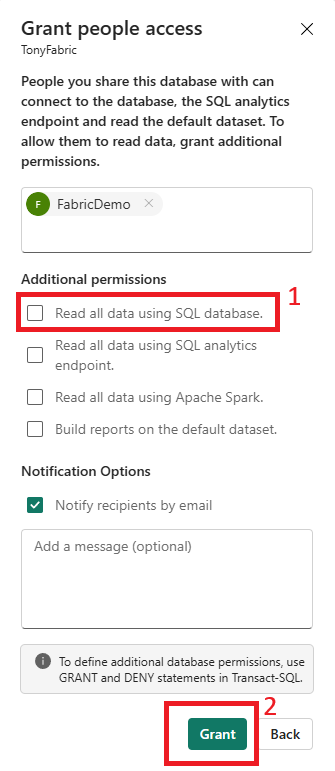 Grant people access
TonyFabric
People you share this database with can
connect to the database, the SQL analytics
endpoint and read the default dataset. To
allow them to read data, grant additional
permissions.
F FabricDemo
Additional permissions
1
Read all data using SQL database.
Read all data using SQL analytics
endpoint.
Read all data using Apache Spark.
Build reports on the default dataset.
Notification Options
Notify recipients by email
Add a message (optional)
To define additional database permissions, use
GRANT and DENY statements in Transact-SQL.
2
Grant Back